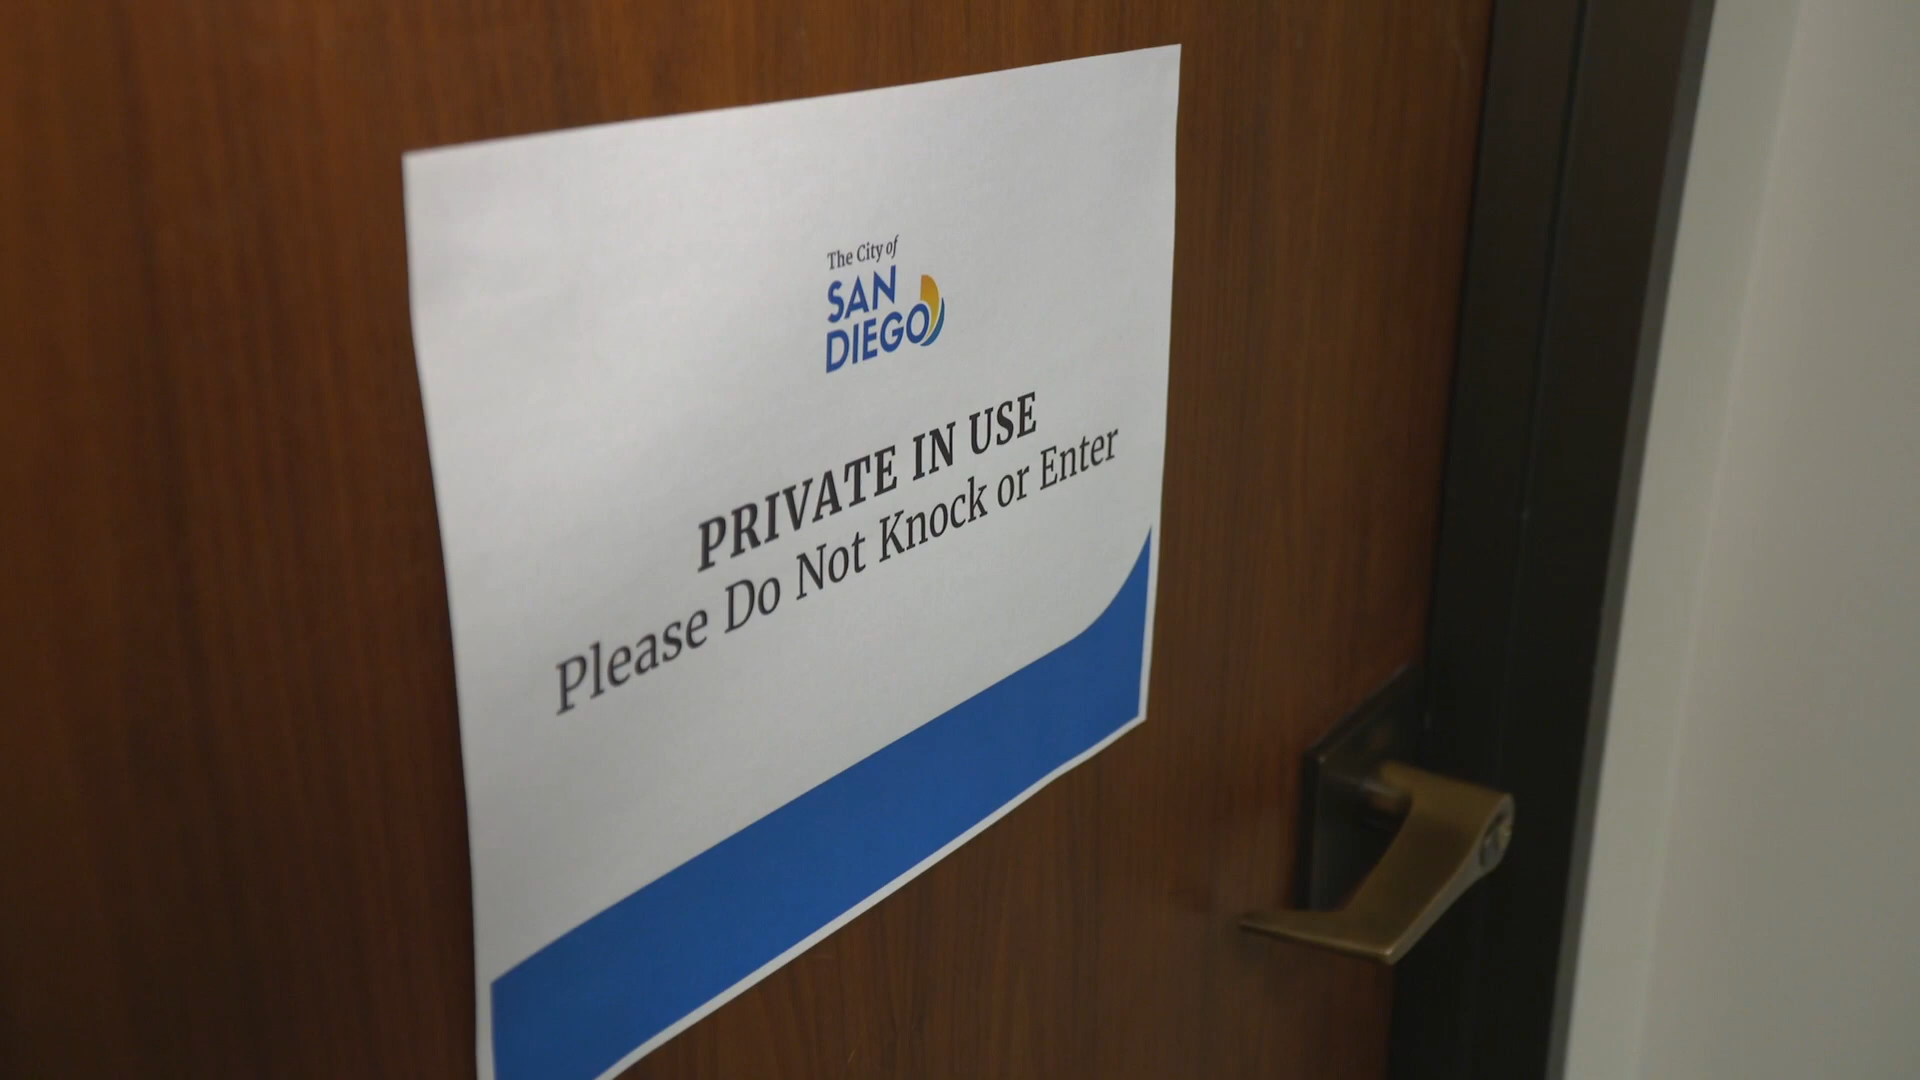 The City of
SAN
DIEGO
PRIVATE IN USE
Please Do Not Knock or Enter